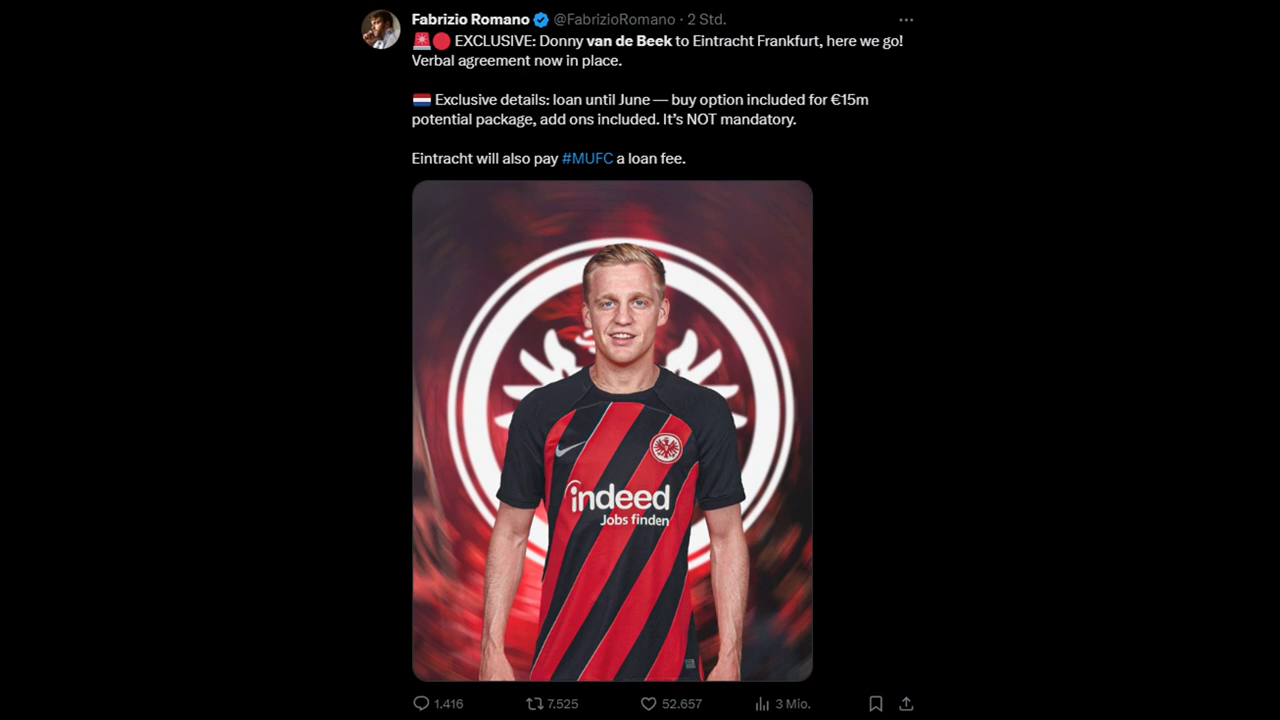 Fabrizio Romano @FabrizioRomano · 2 Std.
🚨🔴 EXCLUSIVE: Donny van de Beek to Eintracht Frankfurt, here we go!
Verbal agreement now in place.
🇳🇱 Exclusive details: loan until June — buy option included for €15m
potential package, add ons included. It’s NOT mandatory.
Eintracht will also pay #MUFC a loan fee.
indeed
Jobs finden
1.416 7.525 52.657 3 Mio.